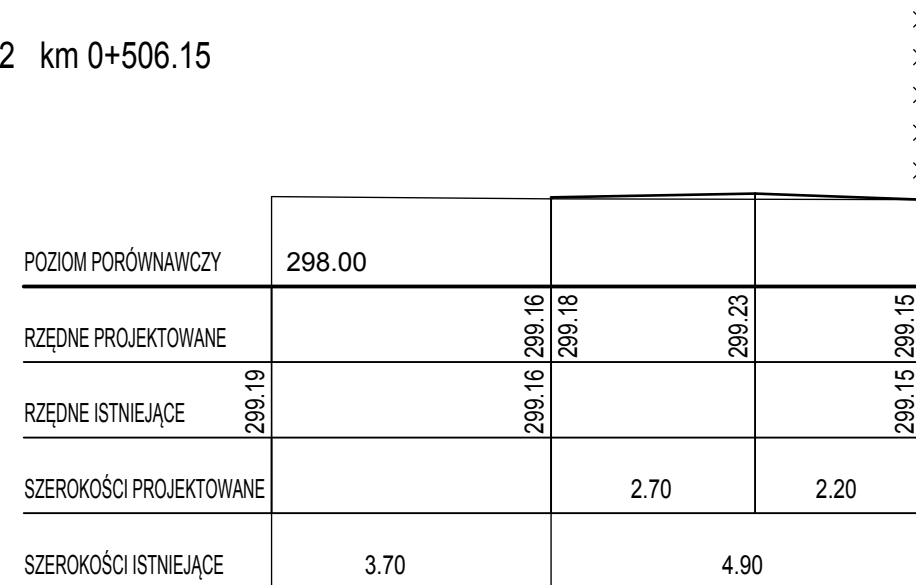 2 km 0+506.15
POZIOM PORÓWNAWCZY 298.00
RZĘDNE PROJEKTOWANE 299.16 299.18 299.23 299.15
RZĘDNE ISTNIEJĄCE 299.19 299.16 299.15
SZEROKOŚCI PROJEKTOWANE 2.70 2.20
SZEROKOŚCI ISTNIEJĄCE 3.70 4.90